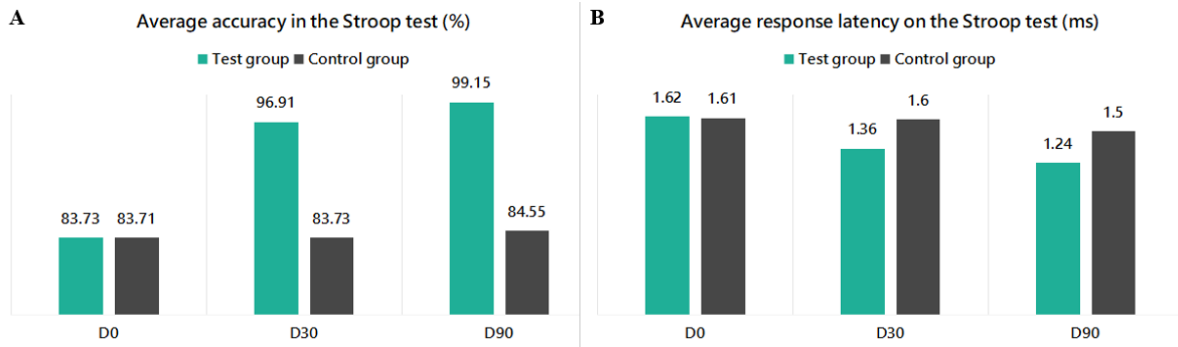 A
Average accuracy in the Stroop test (%)
Test group Control group
83.73 83.71 96.91 83.73 99.15 84.55
D0 D30 D90
B
Average response latency on the Stroop test (ms)
Test group Control group
1.62 1.61 1.36 1.6 1.24 1.5
D0 D30 D90